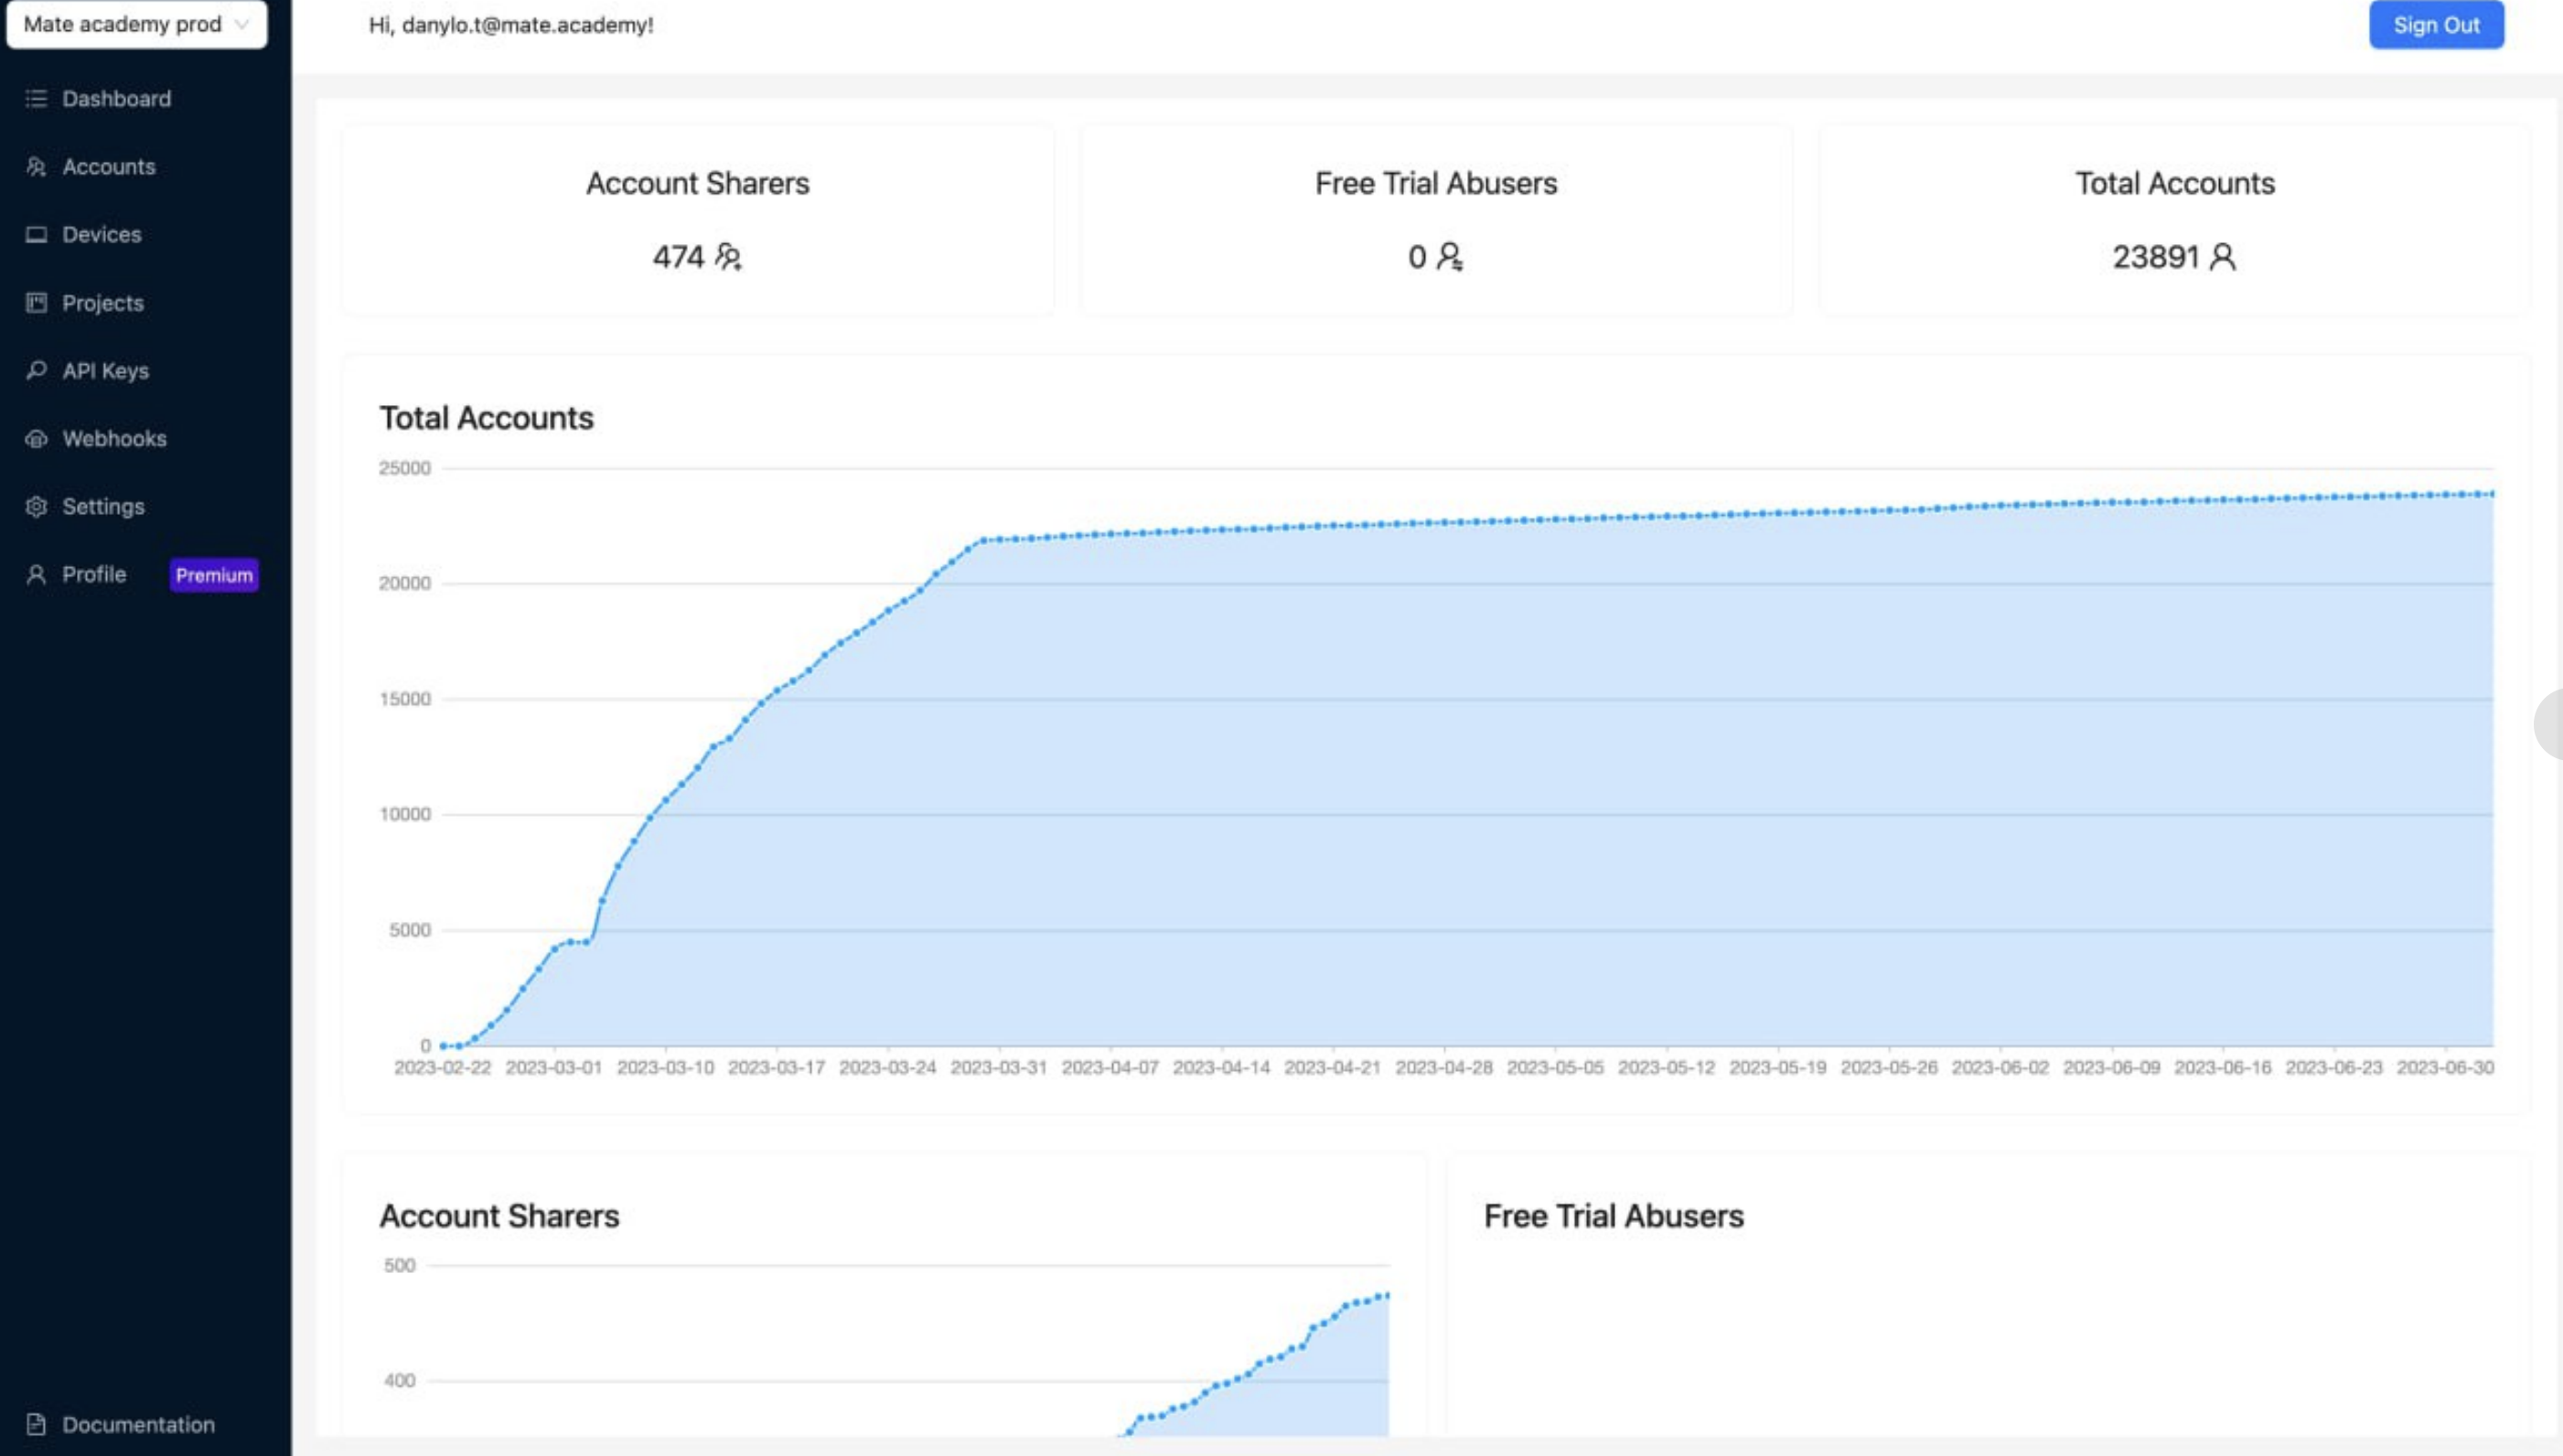 Mate academy prod
Hi, danylo.t@mate.academy!
Sign Out
Dashboard
Accounts
Devices
Projects
API Keys
Webhooks
Settings
Profile
Premium
Documentation
Account Sharers
474
Free Trial Abusers
0
Total Accounts
23891
Total Accounts
25000
20000
15000
10000
5000
0
2023-02-22 2023-03-01 2023-03-10 2023-03-17 2023-03-24 2023-03-31 2023-04-07 2023-04-14 2023-04-21 2023-04-28 2023-05-05 2023-05-12 2023-05-19 2023-05-26 2023-06-02 2023-06-09 2023-06-16 2023-06-23 2023-06-30
Account Sharers
500
400
Free Trial Abusers